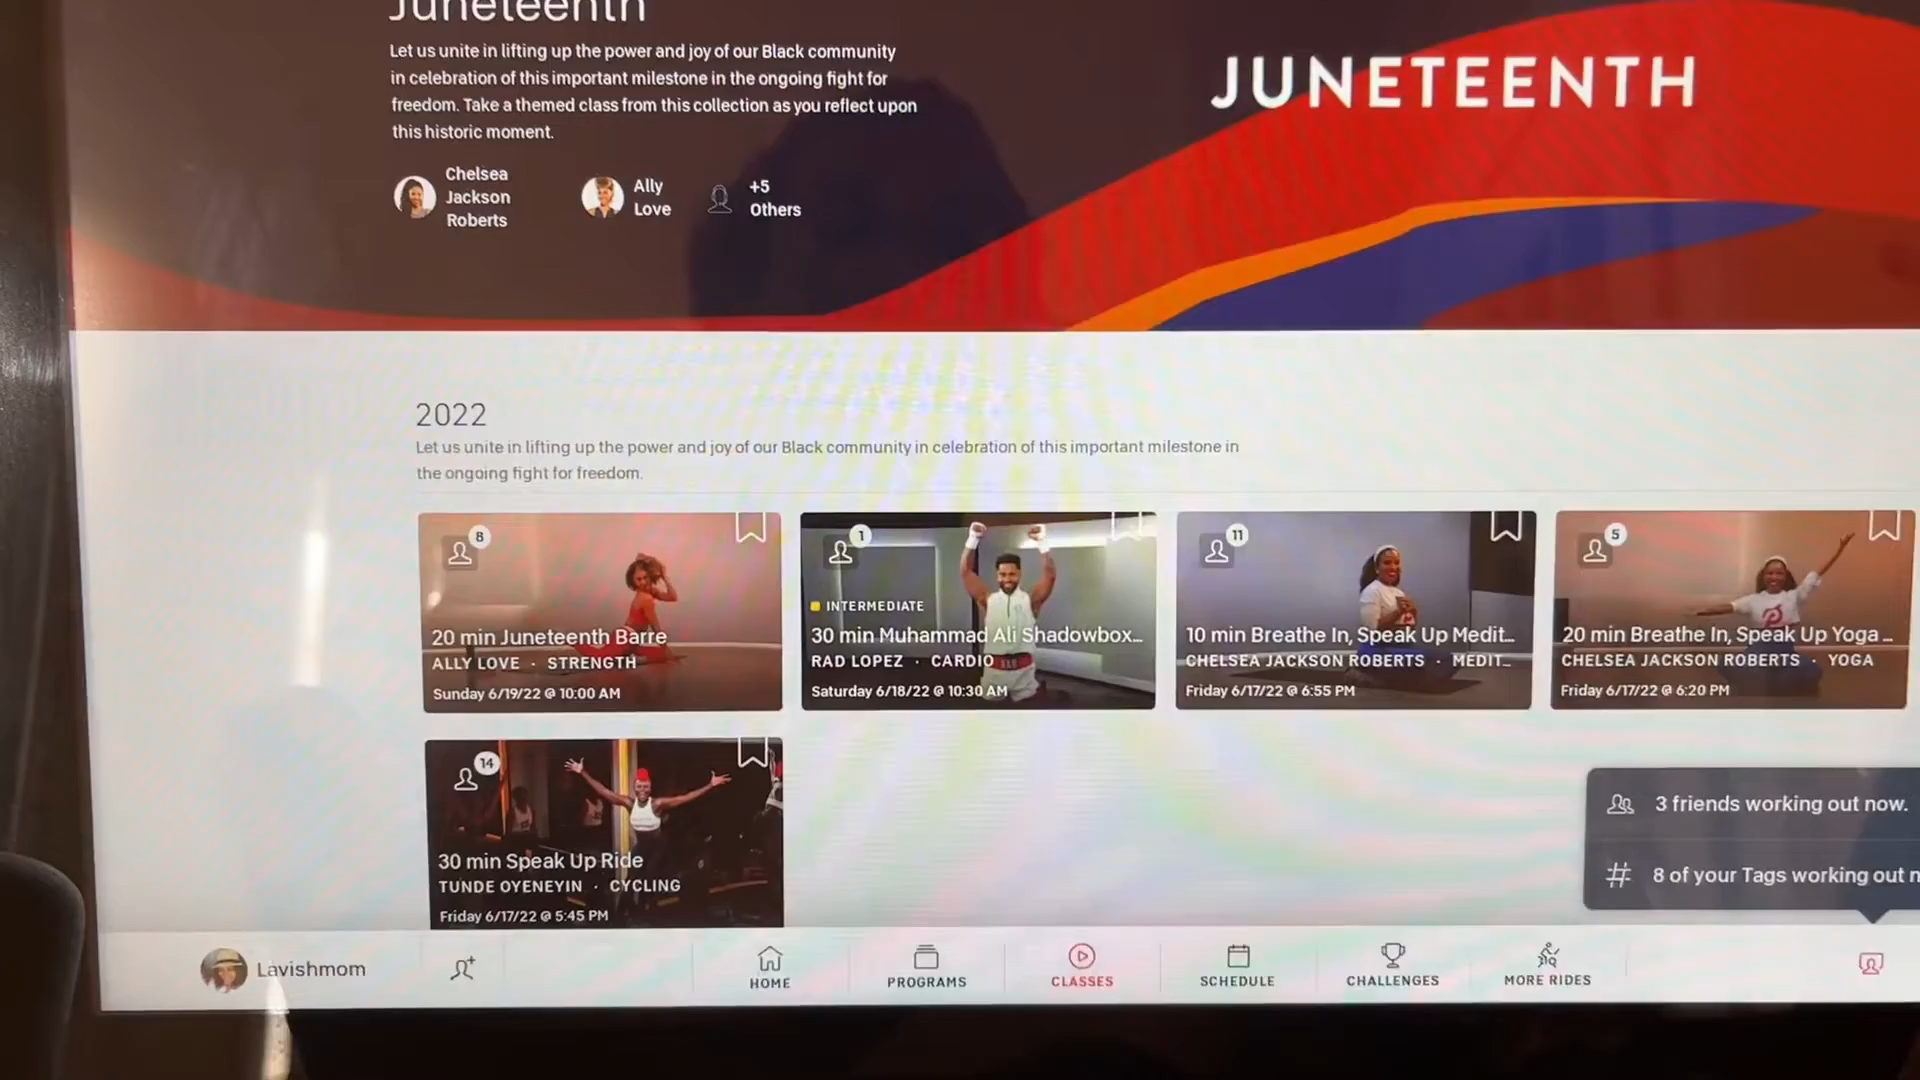 Juneteenth
Let us unite in lifting up the power and joy of our Black community
in celebration of this important milestone in the ongoing fight for
freedom. Take a themed class from this collection as you reflect upon
this historic moment.
Chelsea
Jackson
Roberts
Ally
Love
+5
Others
JUNETEENTH
2022
Let us unite in lifting up the power and joy of our Black community in celebration of this important milestone in
the ongoing fight for freedom.
8
20 min Juneteenth Barre
ALLY LOVE · STRENGTH
Sunday 6/19/22 @ 10:00 AM
1
INTERMEDIATE
30 min Muhammad Ali Shadowbox...
RAD LOPEZ · CARDIO
Saturday 6/18/22 @ 10:30 AM
11
10 min Breathe In, Speak Up Medit...
CHELSEA JACKSON ROBERTS · MEDIT...
Friday 6/17/22 @ 6:55 PM
5
20 min Breathe In, Speak Up Yoga ...
CHELSEA JACKSON ROBERTS · YOGA
Friday 6/17/22 @ 6:20 PM
14
30 min Speak Up Ride
TUNDE OYENEYIN · CYCLING
Friday 6/17/22 @ 5:45 PM
3 friends working out now.
8 of your Tags working out n
Lavishmom
HOME
PROGRAMS
CLASSES
SCHEDULE
CHALLENGES
MORE RIDES